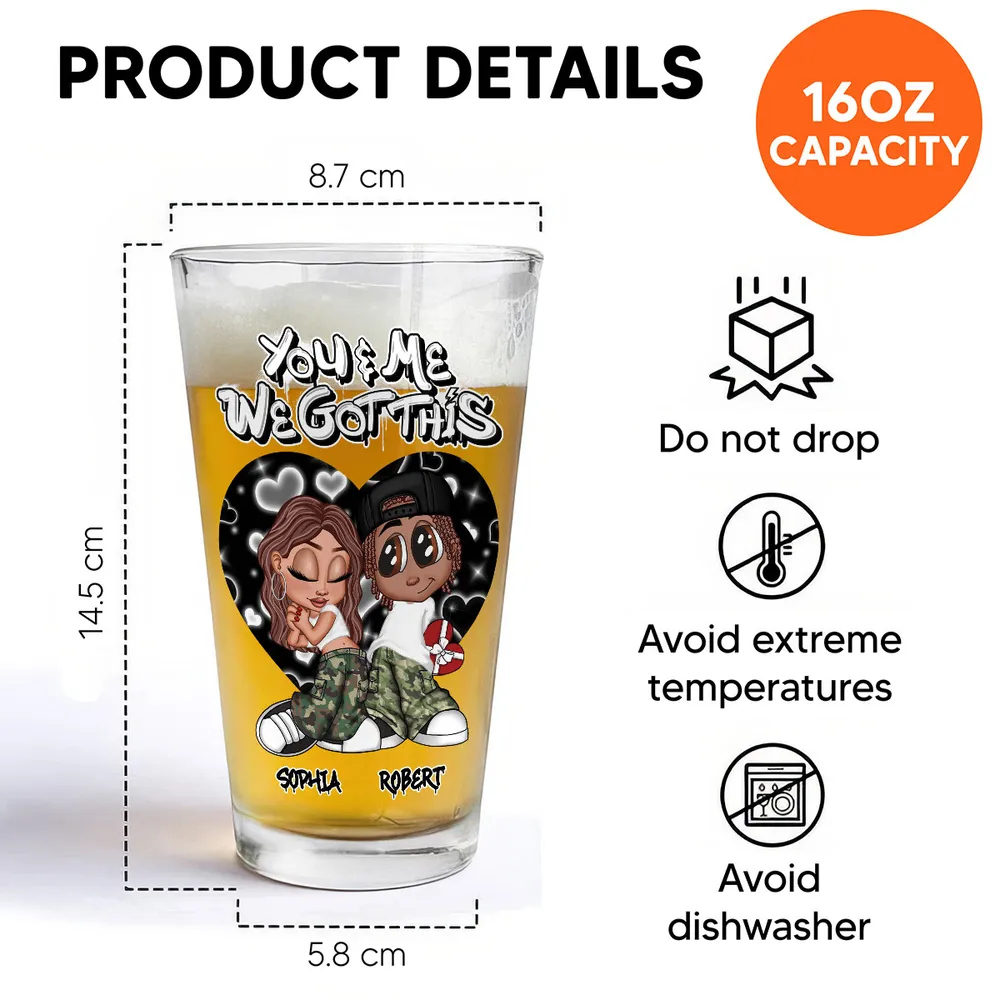 PRODUCT DETAILS
16OZ
CAPACITY
8.7 cm
14.5 cm
YOU & ME
WE GOT THIS
SOPHIA ROBERT
5.8 cm
Do not drop
Avoid extreme
temperatures
Avoid
dishwasher